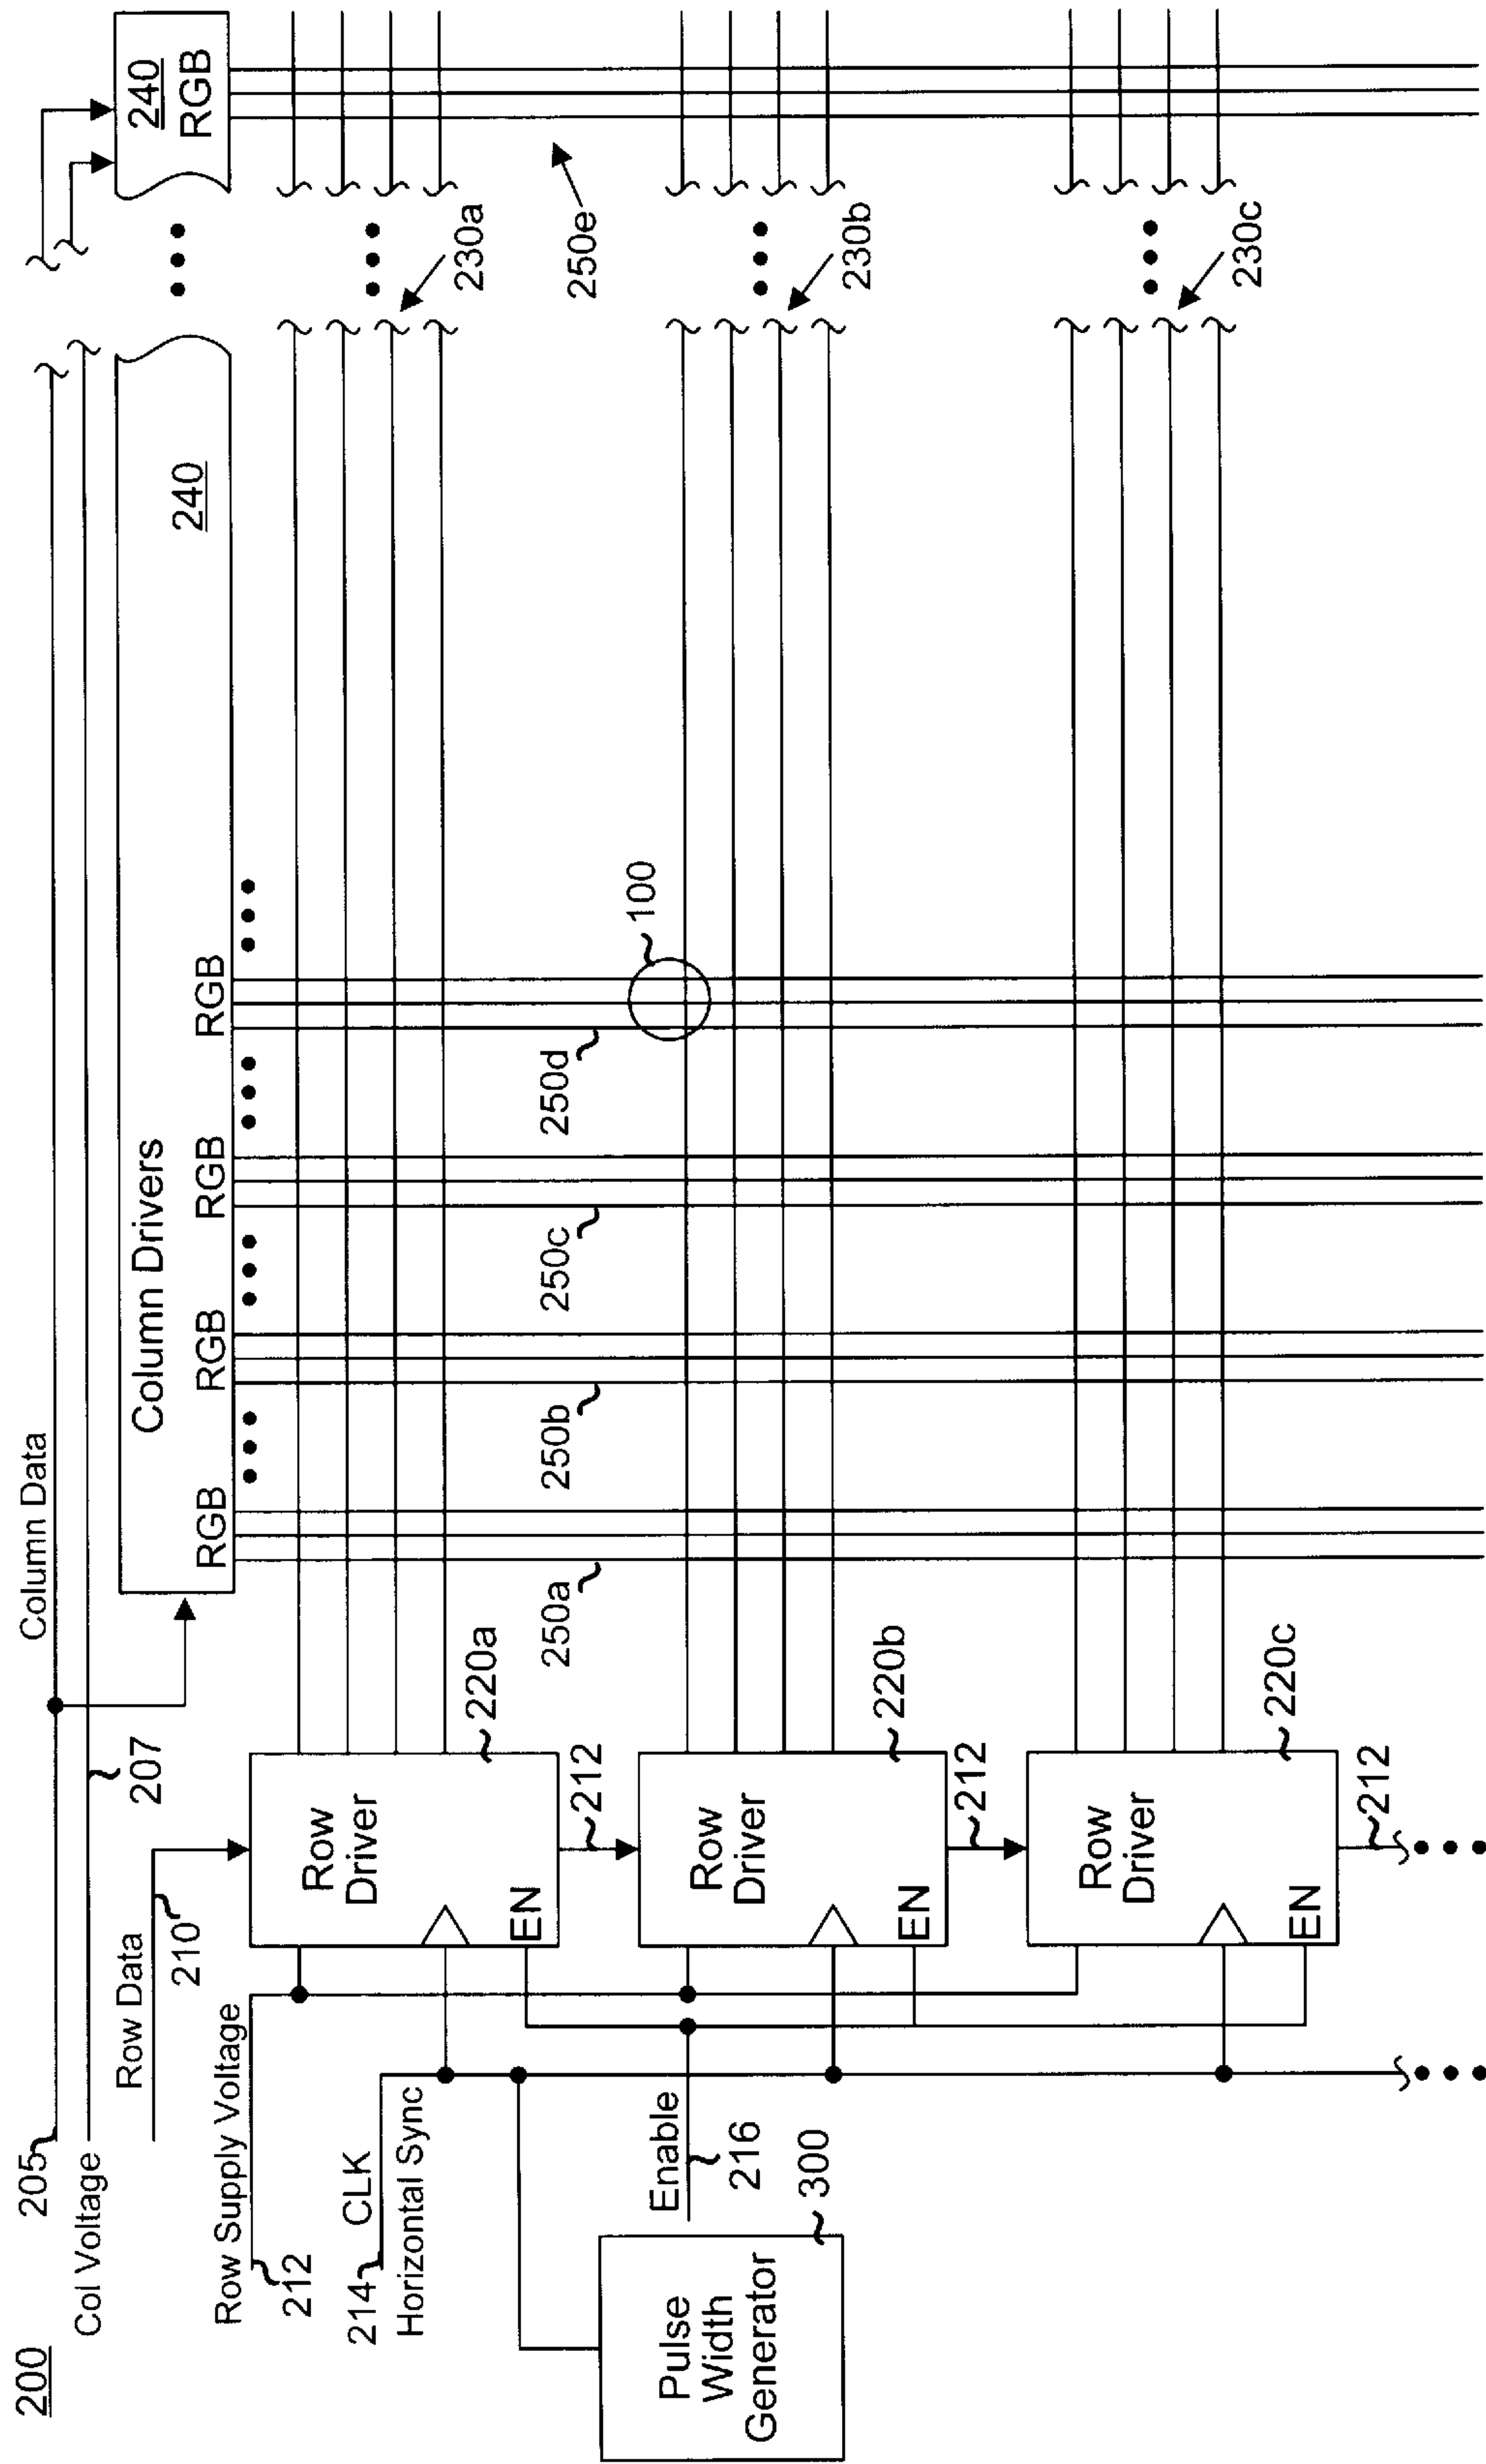 200
205
Column Data
Col Voltage
207
Row Data
210
Column Drivers
240
240
RGB
RGB
RGB
RGB
RGB
Row Supply Voltage
212
214
CLK
Horizontal Sync
Row
Driver
EN
220a
230a
212
250a
250b
250c
250d
250e
100
Enable
216
Row
Driver
EN
220b
230b
212
Pulse
Width
Generator
300
Row
Driver
EN
220c
230c
212